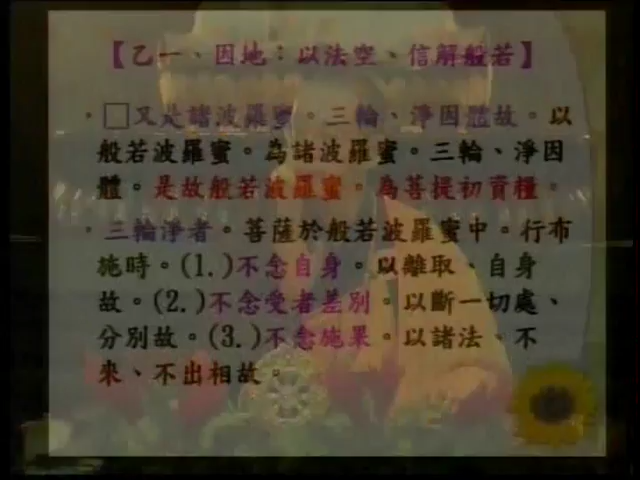 【乙一、因地：以法空、信解般若】
．□又是諸波羅蜜。三輪、淨因體故。以
般若波羅蜜。為諸波羅蜜。三輪、淨因
體。是故般若波羅蜜。為菩提初資糧。
．三輪淨者。菩薩於般若波羅蜜中。行布
施時。(1.)不念自身。以離取、自身
故。(2.)不念受者差別。以斷一切處、
分別故。(3.)不念施果。以諸法、不
來、不出相故。